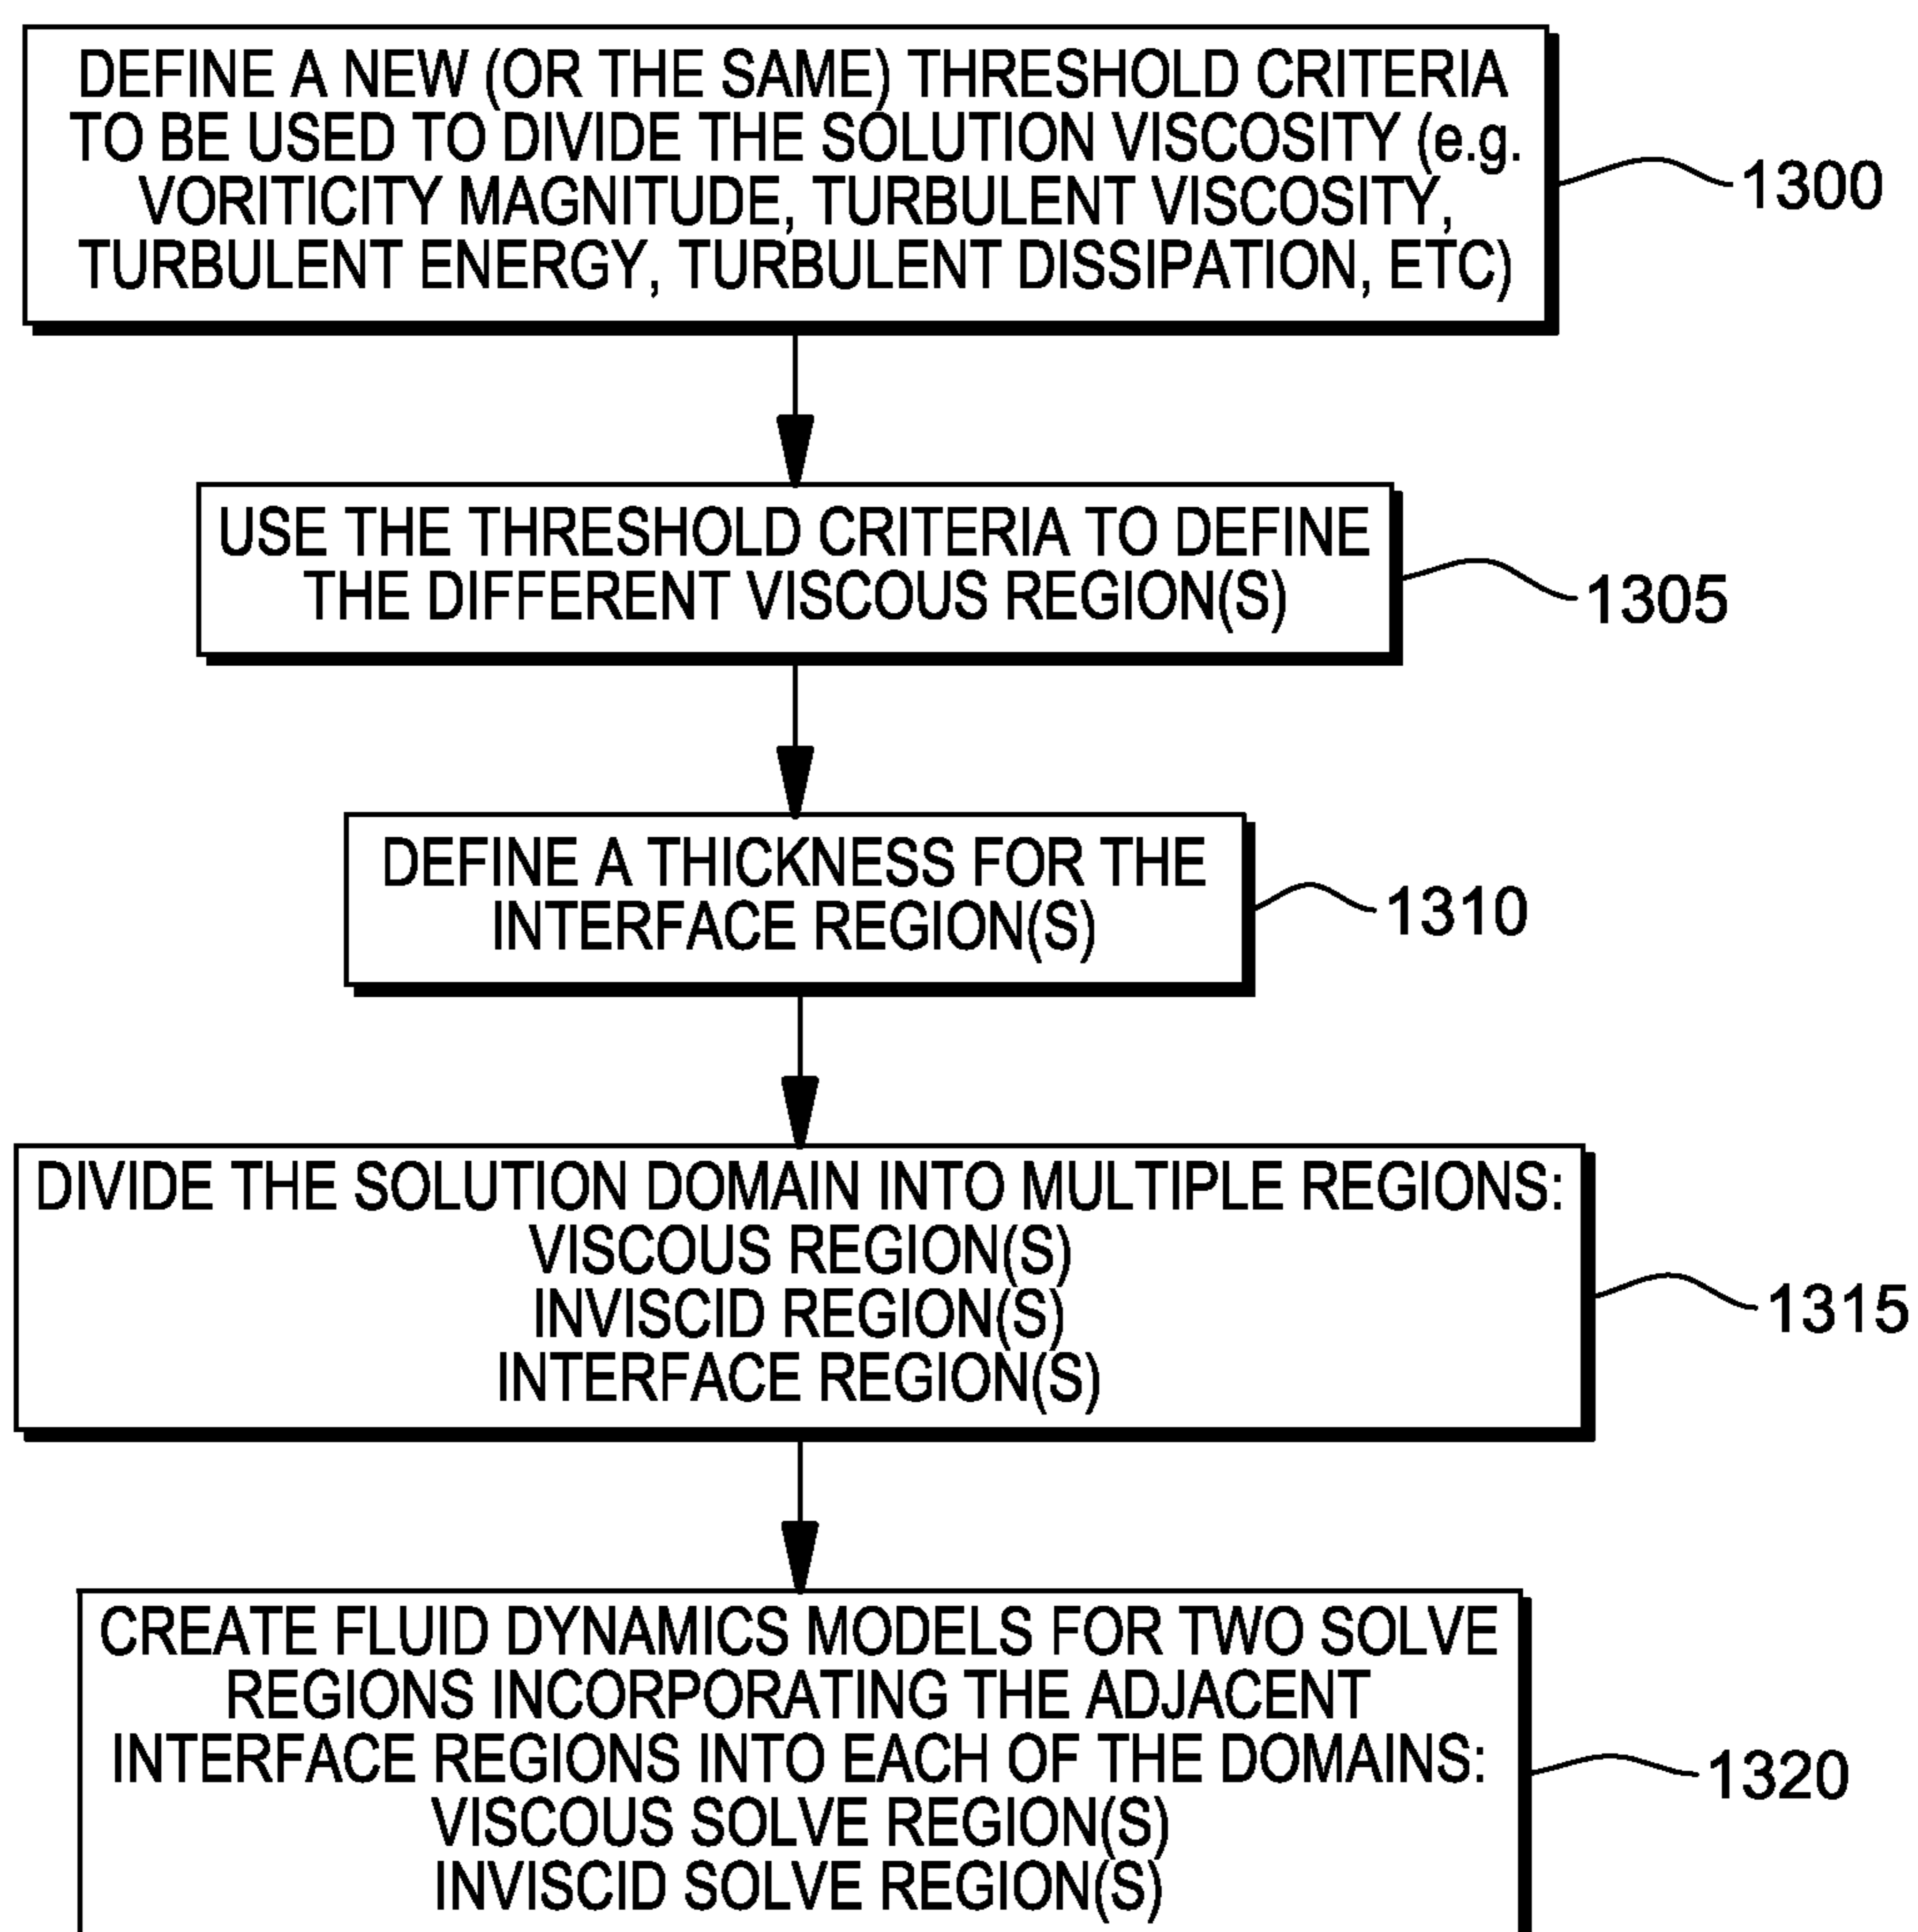 DEFINE A NEW (OR THE SAME) THRESHOLD CRITERIA
TO BE USED TO DIVIDE THE SOLUTION VISCOSITY (e.g.
VORITICITY MAGNITUDE, TURBULENT VISCOSITY,
TURBULENT ENERGY, TURBULENT DISSIPATION, ETC)
1300
USE THE THRESHOLD CRITERIA TO DEFINE
THE DIFFERENT VISCOUS REGION(S)
1305
DEFINE A THICKNESS FOR THE
INTERFACE REGION(S)
1310
DIVIDE THE SOLUTION DOMAIN INTO MULTIPLE REGIONS:
VISCOUS REGION(S)
INVISCID REGION(S)
INTERFACE REGION(S)
1315
CREATE FLUID DYNAMICS MODELS FOR TWO SOLVE
REGIONS INCORPORATING THE ADJACENT
INTERFACE REGIONS INTO EACH OF THE DOMAINS:
VISCOUS SOLVE REGION(S)
INVISCID SOLVE REGION(S)
1320